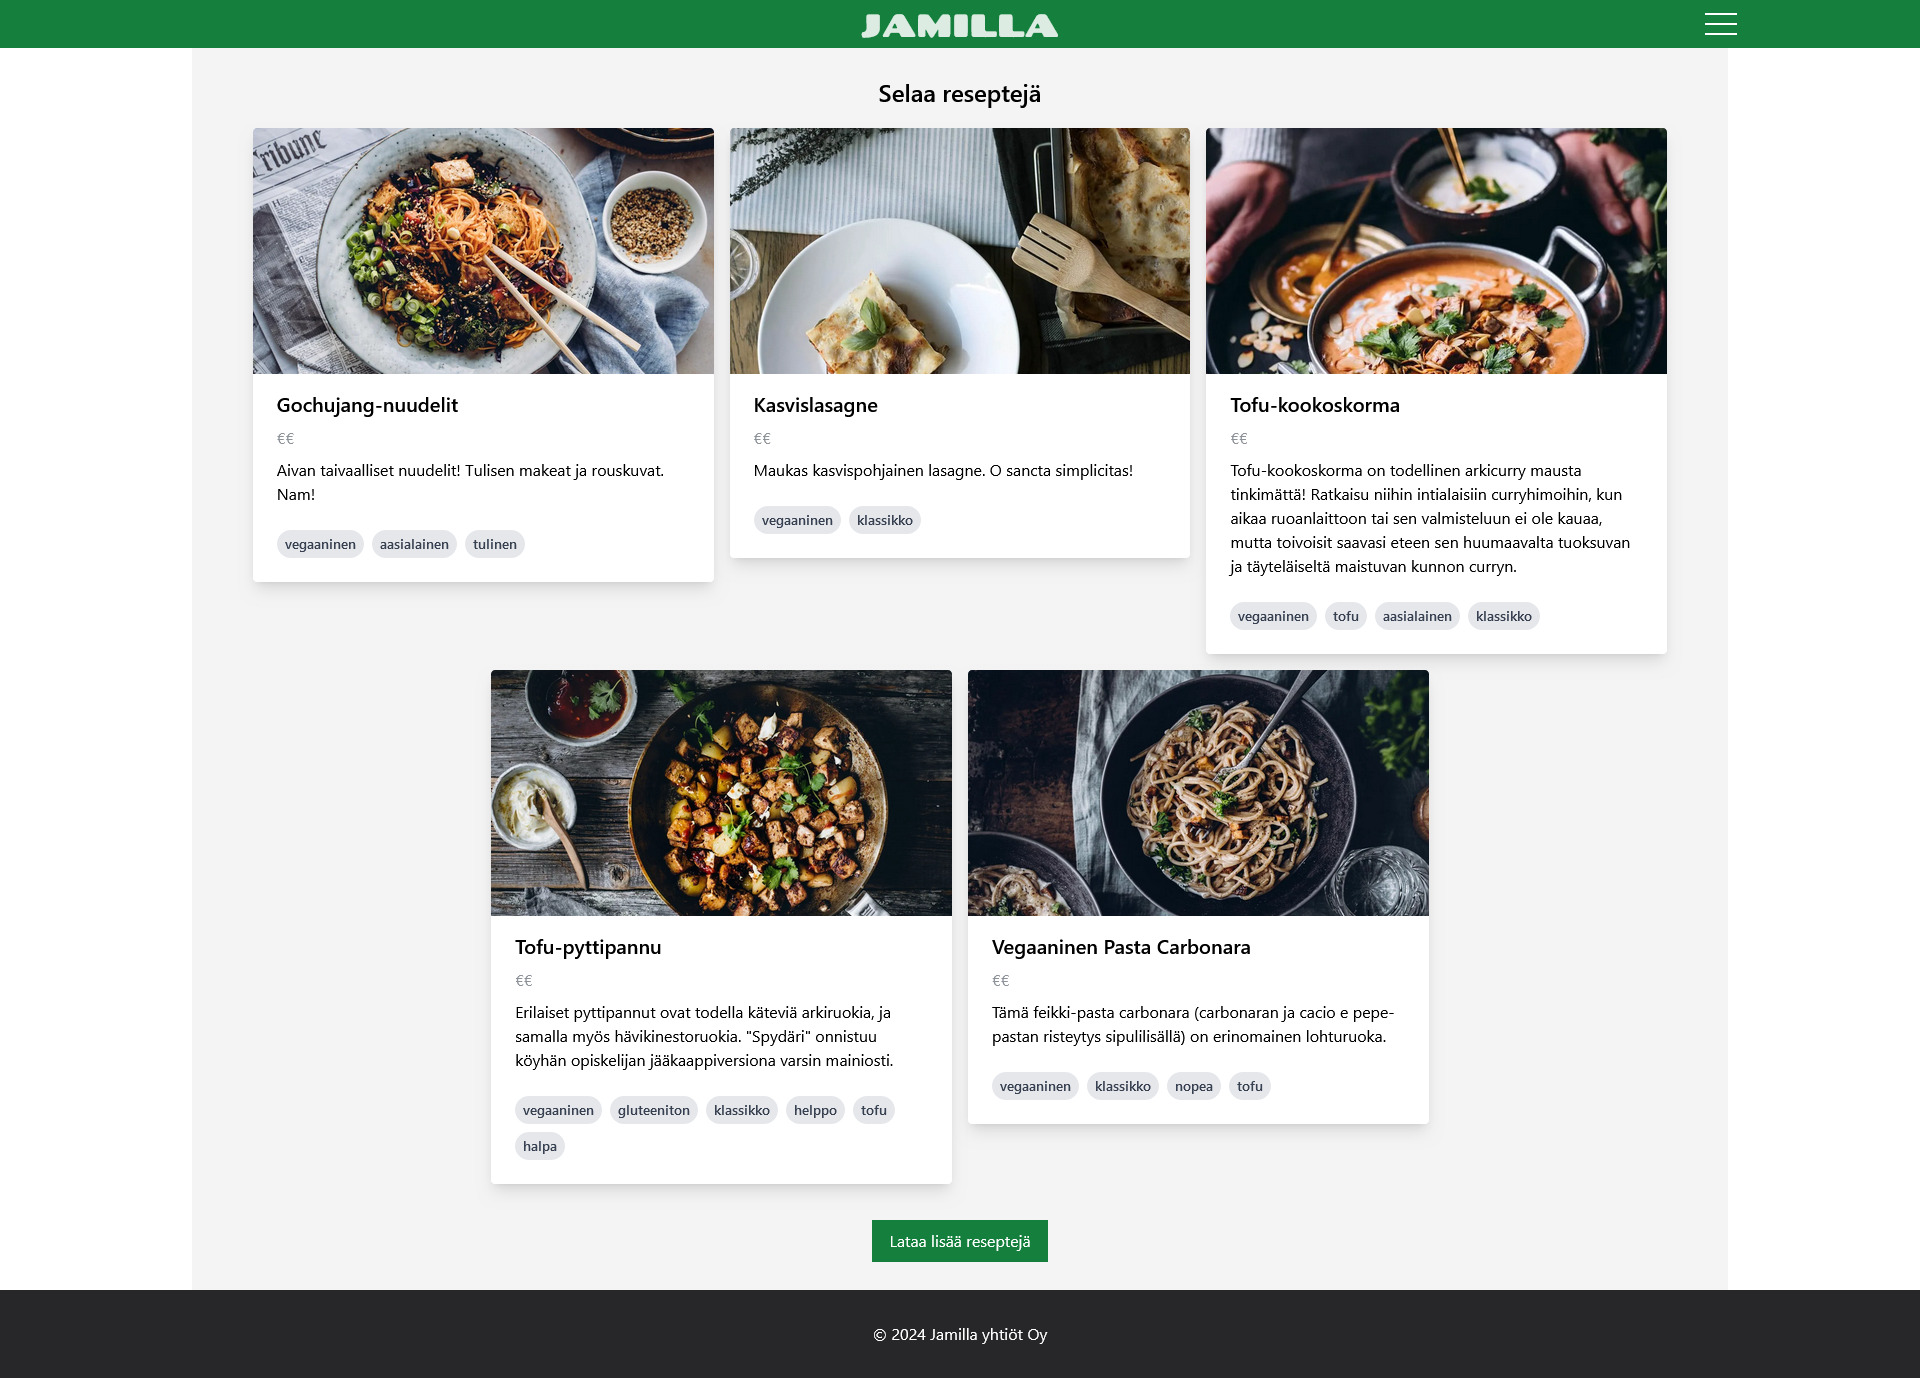 JAMILLA
Selaa reseptejä
Tribune
Gochujang-nuudelit
€€
Aivan taivaalliset nuudelit! Tulisen makeat ja rouskuvat.
Nam!
vegaaninen aasialainen tulinen
Kasvislasagne
€€
Maukas kasvispohjainen lasagne. O sancta simplicitas!
vegaaninen klassikko
Tofu-kookoskorma
€€
Tofu-kookoskorma on todellinen arkicurry mausta
tinkimättä! Ratkaisu niihin intialaisiin curryhimoihin, kun
aikaa ruoanlaittoon tai sen valmisteluun ei ole kauaa,
mutta toivoisit saavasi eteen sen huumaavalta tuoksuvan
ja täyteläiseltä maistuvan kunnon curryn.
vegaaninen tofu aasialainen klassikko
Tofu-pyttipannu
€€
Erilaiset pyttipannut ovat todella käteviä arkiruokia, ja
samalla myös hävikinestoruokia. "Spydäri" onnistuu
köyhän opiskelijan jääkaappiversiona varsin mainiosti.
vegaaninen gluteeniton klassikko helppo tofu
halpa
Vegaaninen Pasta Carbonara
€€
Tämä feikki-pasta carbonara (carbonaran ja cacio e pepe-
pastan risteytys sipulilisällä) on erinomainen lohturuoka.
vegaaninen klassikko nopea tofu
Lataa lisää reseptejä
© 2024 Jamilla yhtiöt Oy